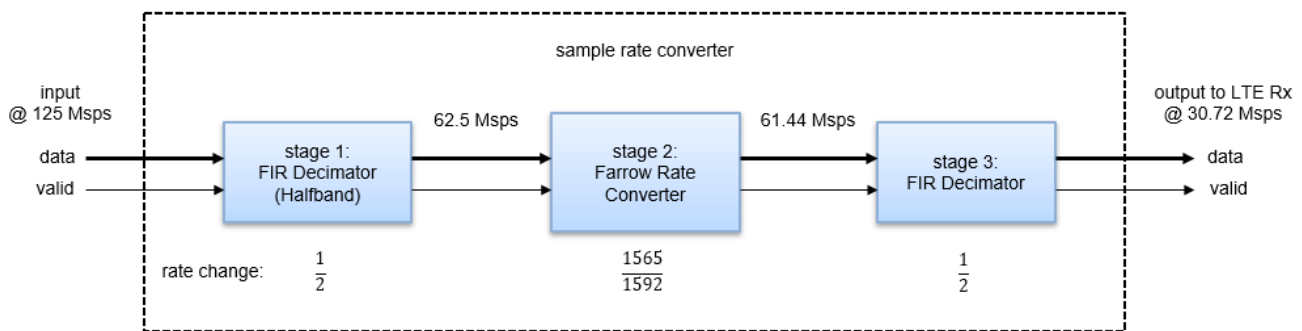 sample rate converter
input
@ 125 Msps
data
valid
stage 1:
FIR Decimator
(Halfband)
62.5 Msps
stage 2:
Farrow Rate
Converter
61.44 Msps
stage 3:
FIR Decimator
output to LTE Rx
@ 30.72 Msps
data
valid
rate change:
1
2
1565
1592
1
2